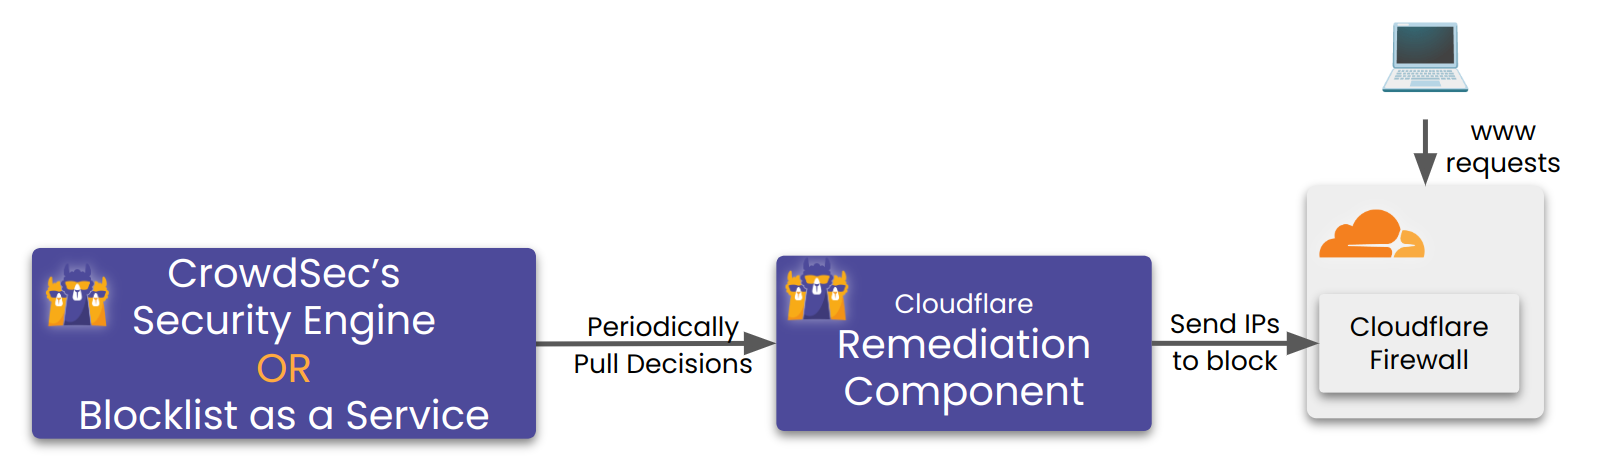 www
requests
CrowdSec’s
Security Engine
OR
Blocklist as a Service
Periodically
Pull Decisions
Cloudflare
Remediation
Component
Send IPs
to block
Cloudflare
Firewall